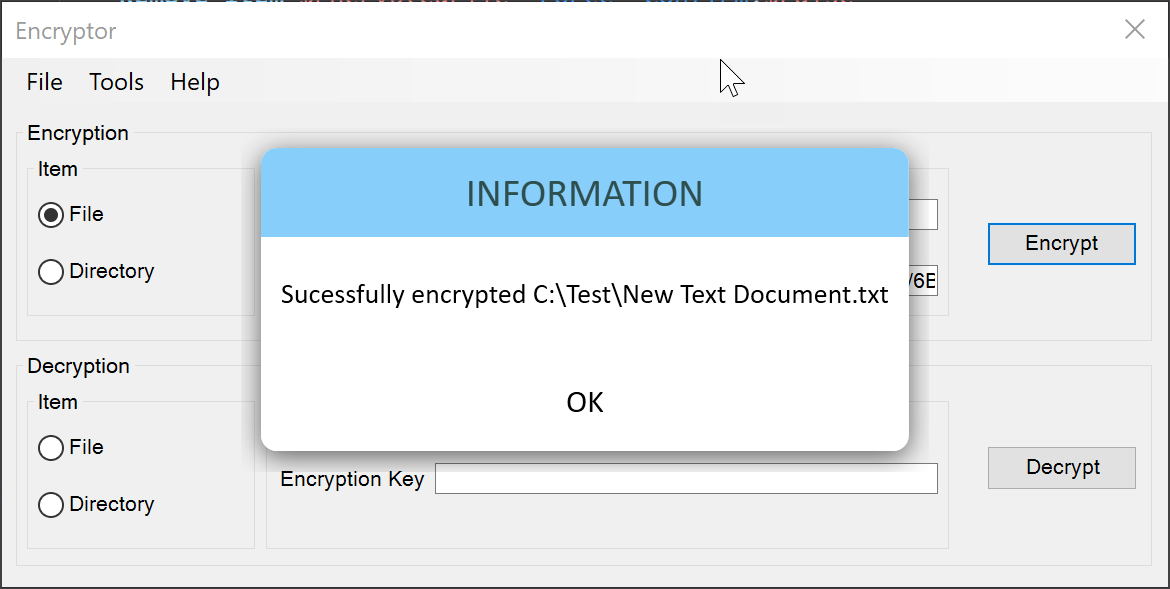 Encryptor
File Tools Help
Encryption
Item
File
Directory
/6E
Encrypt
INFORMATION
Sucessfully encrypted C:\Test\New Text Document.txt
OK
Decryption
Item
File
Directory
Encryption Key
Decrypt